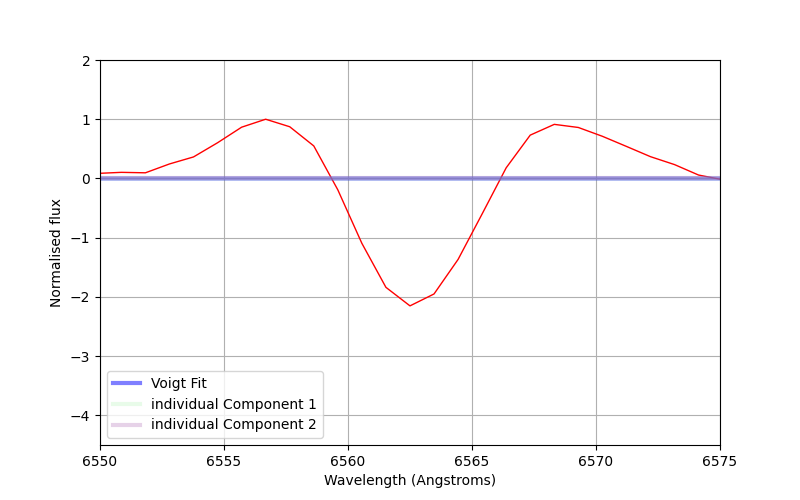 2
1
0
−1
−2
−3
−4
Normalised flux
Voigt Fit
individual Component 1
individual Component 2
6550 6555 6560 6565 6570 6575
Wavelength (Angstroms)